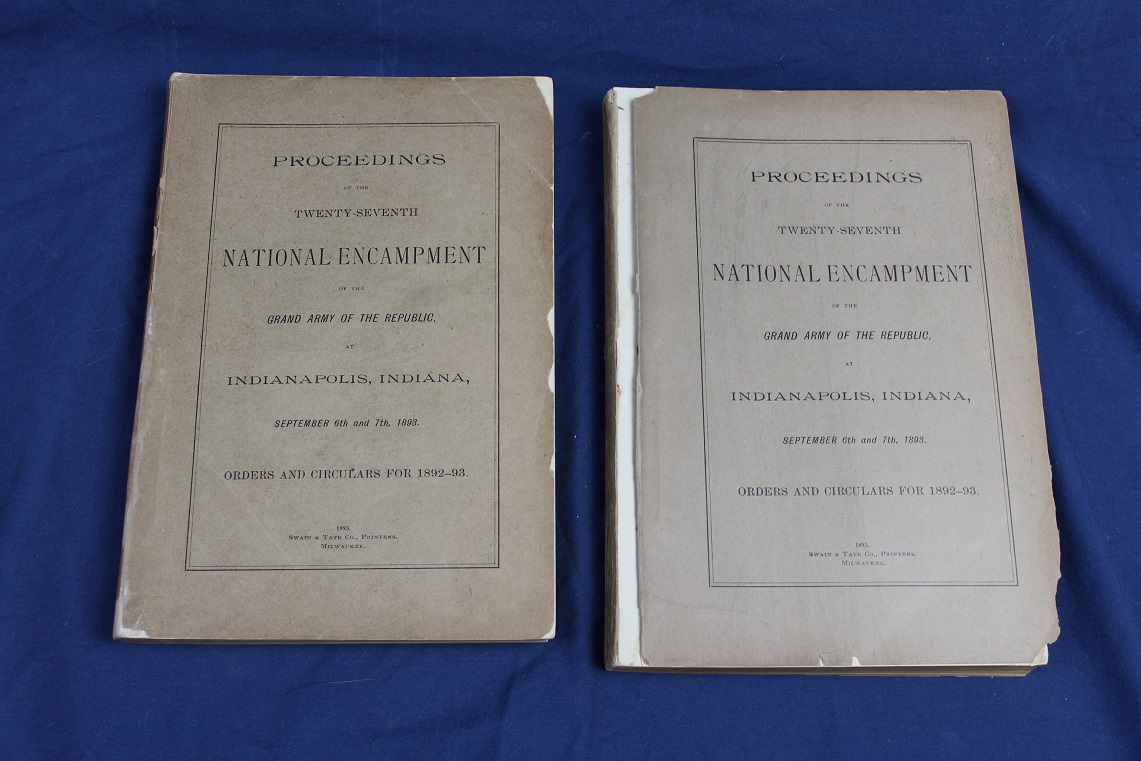 PROCEEDINGS
OF THE
TWENTY-SEVENTH
NATIONAL ENCAMPMENT
OF THE
GRAND ARMY OF THE REPUBLIC,
AT
INDIANAPOLIS, INDIANA,
SEPTEMBER 6th and 7th, 1893.
ORDERS AND CIRCULARS FOR 1892–93.
1893.
SWAIN & TATE CO., PRINTERS,
MILWAUKEE.
PROCEEDINGS
OF THE
TWENTY-SEVENTH
NATIONAL ENCAMPMENT
OF THE
GRAND ARMY OF THE REPUBLIC,
AT
INDIANAPOLIS, INDIANA,
SEPTEMBER 6th and 7th, 1893.
ORDERS AND CIRCULARS FOR 1892–93.
1893.
SWAIN & TATE CO., PRINTERS,
MILWAUKEE.